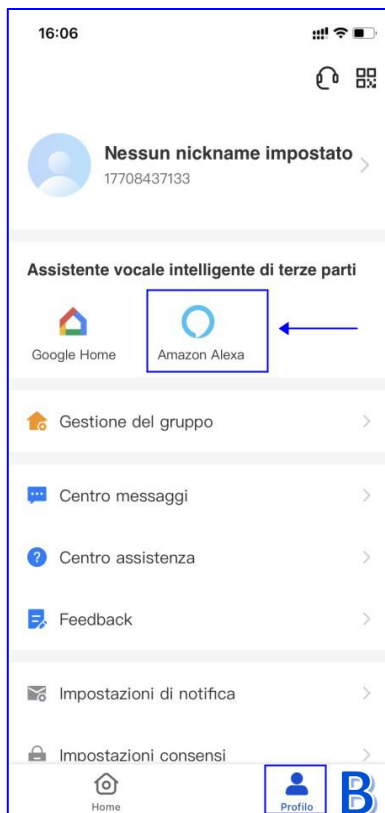 16:06
Nessun nickname impostato
17708437133
Assistente vocale intelligente di terze parti
Google Home
Amazon Alexa
Gestione del gruppo
Centro messaggi
Centro assistenza
Feedback
Impostazioni di notifica
Impostazioni consensi
Home
Profilo
B